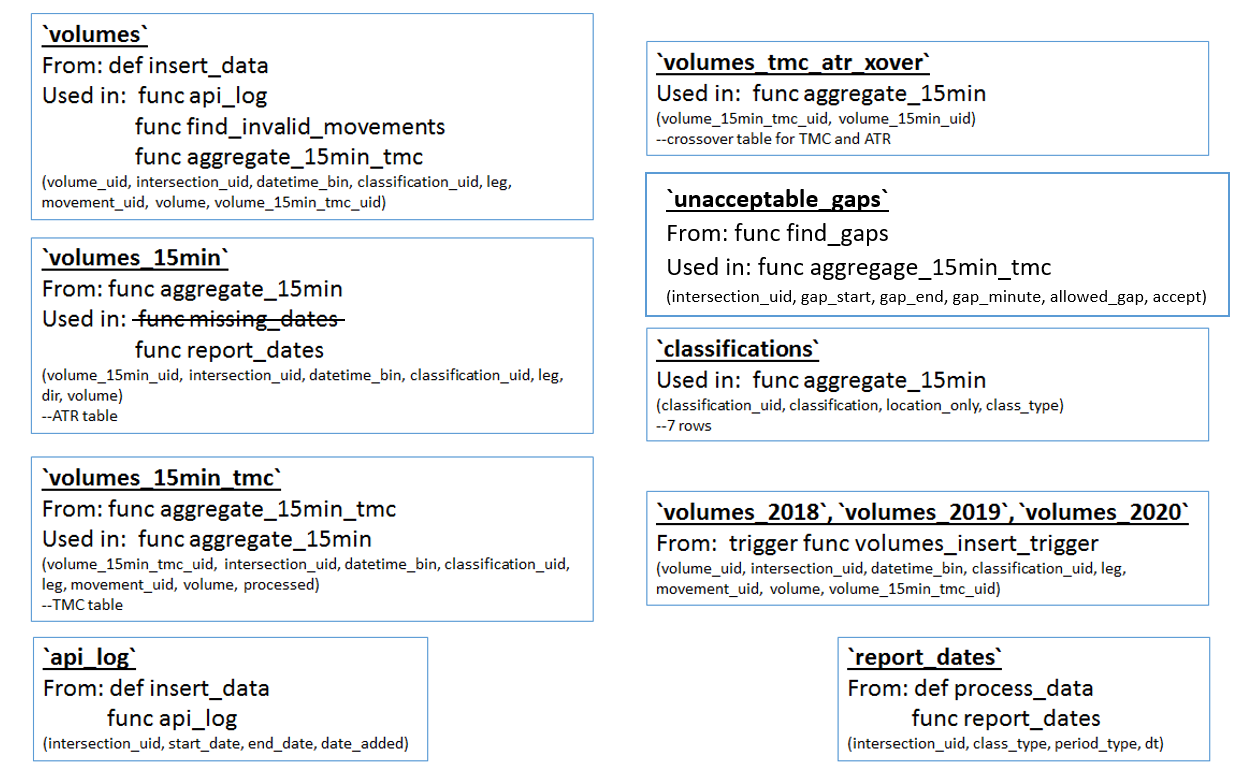 `volumes`
From: def insert_data
Used in:  func api_log
func find_invalid_movements
func aggregate_15min_tmc
(volume_uid, intersection_uid, datetime_bin, classification_uid, leg,
movement_uid, volume, volume_15min_tmc_uid)
`volumes_15min`
From: func aggregate_15min
Used in: func missing_dates
func report_dates
(volume_15min_uid, intersection_uid, datetime_bin, classification_uid, leg,
dir, volume)
--ATR table
`volumes_15min_tmc`
From: func aggregate_15min_tmc
Used in:  func aggregate_15min
(volume_15min_tmc_uid, intersection_uid, datetime_bin, classification_uid,
leg, movement_uid, volume, processed)
--TMC table
`api_log`
From: def insert_data
func api_log
(intersection_uid, start_date, end_date, date_added)
`volumes_tmc_atr_xover`
Used in:  func aggregate_15min
(volume_15min_tmc_uid, volume_15min_uid)
--crossover table for TMC and ATR
`unacceptable_gaps`
From: func find_gaps
Used in: func aggregage_15min_tmc
(intersection_uid, gap_start, gap_end, gap_minute, allowed_gap, accept)
`classifications`
Used in:  func aggregate_15min
(classification_uid, classification, location_only, class_type)
--7 rows
`volumes_2018`, `volumes_2019`, `volumes_2020`
From:  trigger func volumes_insert_trigger
(volume_uid, intersection_uid, datetime_bin, classification_uid, leg,
movement_uid, volume, volume_15min_tmc_uid)
`report_dates`
From: def process_data
func report_dates
(intersection_uid, class_type, period_type, dt)